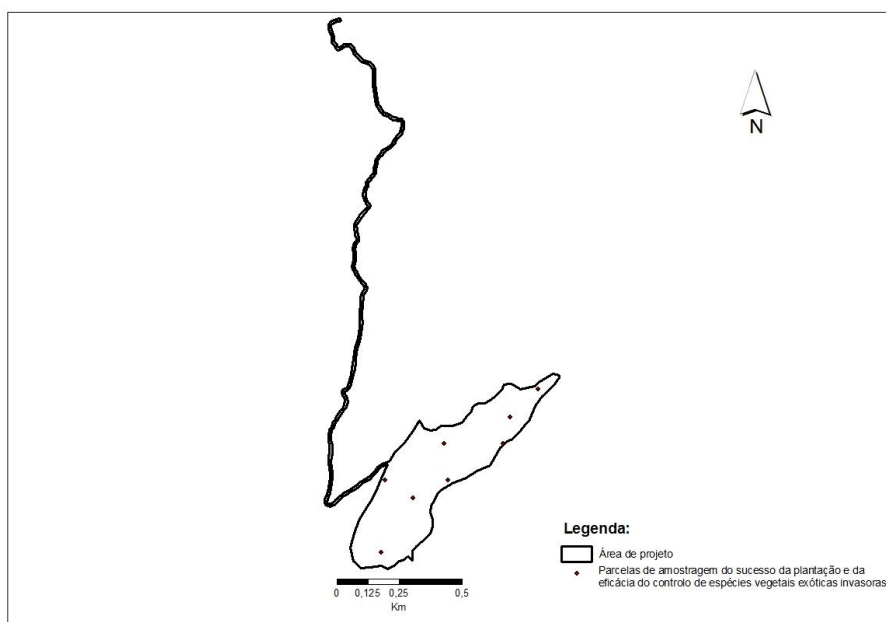 N
Legenda:
Área de projeto
Parcelas de amostragem do sucesso da plantação e da
eficácia do controlo de espécies vegetais exóticas invasoras
0 0,125 0,25 0,5
Km